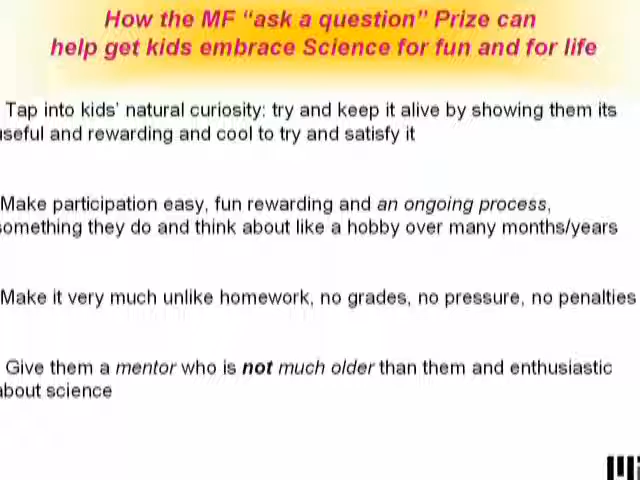 How the MF “ask a question” Prize can
help get kids embrace Science for fun and for life
Tap into kids’ natural curiosity: try and keep it alive by showing them its
useful and rewarding and cool to try and satisfy it
Make participation easy, fun rewarding and an ongoing process,
something they do and think about like a hobby over many months/years
Make it very much unlike homework, no grades, no pressure, no penalties
Give them a mentor who is not much older than them and enthusiastic
about science